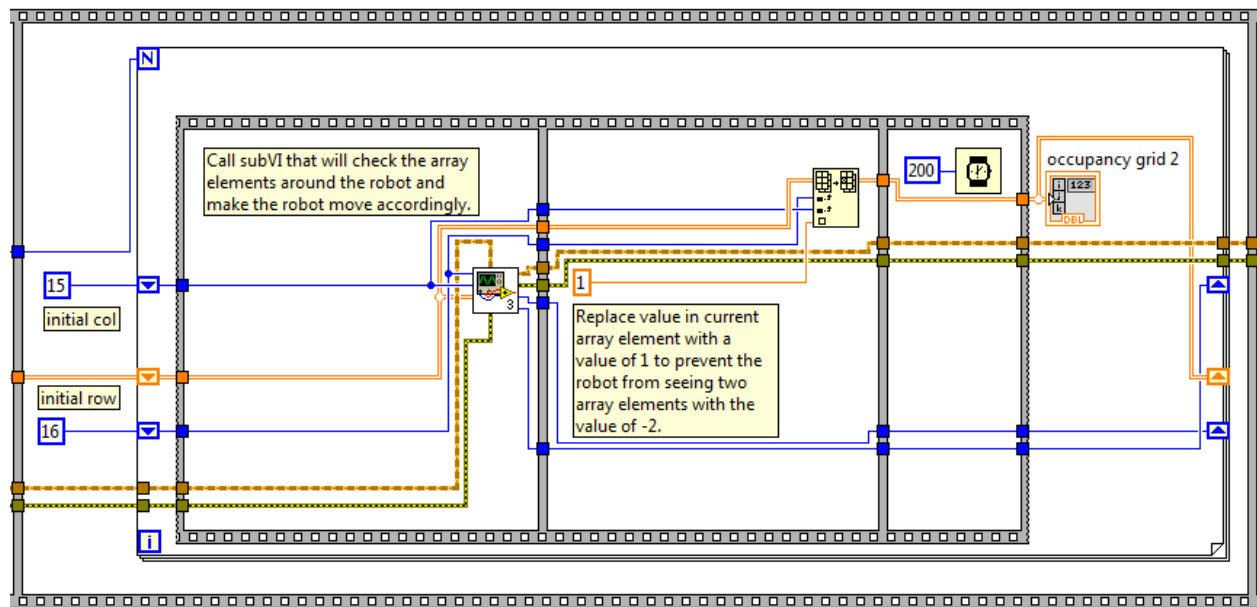 N
Call subVI that will check the array
elements around the robot and
make the robot move accordingly.
200
occupancy grid 2
i
123
j
k
DBL
15
3
1
initial col
Replace value in current
array element with a
value of 1 to prevent the
robot from seeing two
array elements with the
value of -2.
initial row
16
i